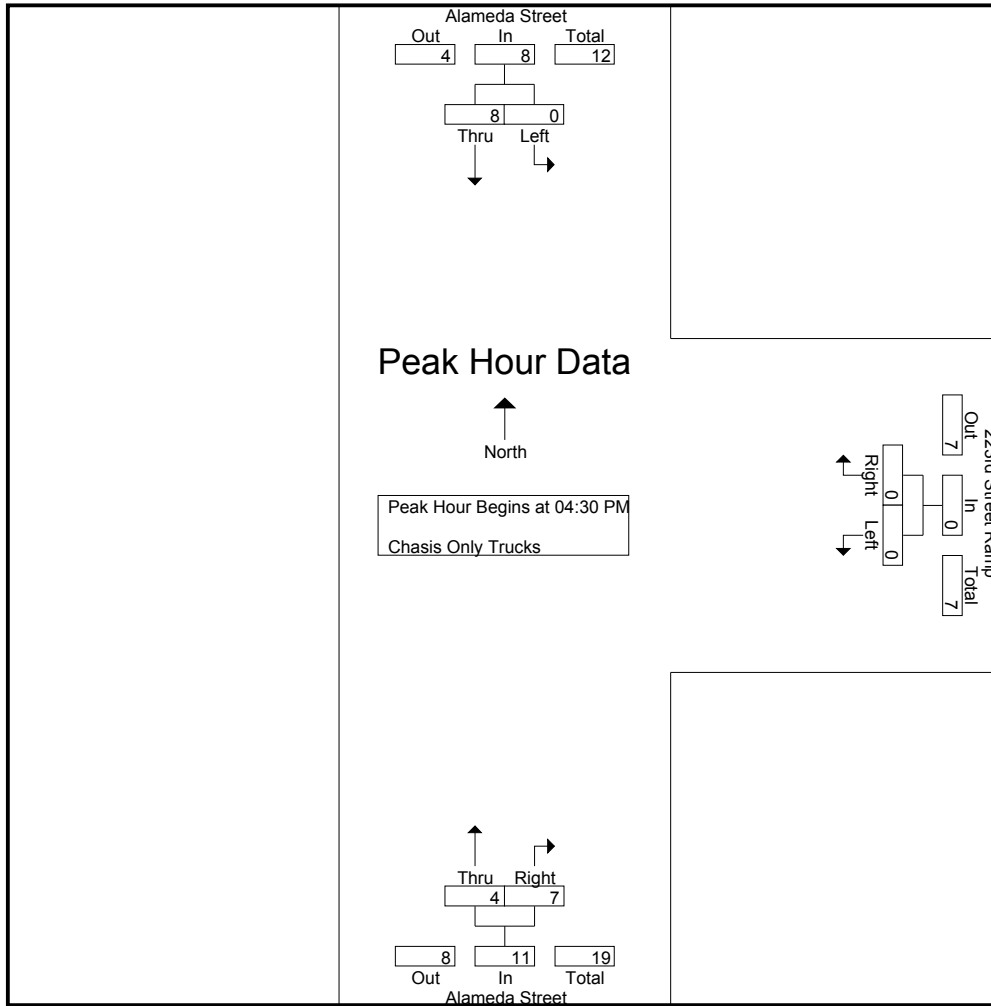 Alameda Street
Out In Total
4 8 12
8 0
Thru Left
Peak Hour Data
North
Peak Hour Begins at 04:30 PM
Chasis Only Trucks
Street Ramp
Out In Total
7 0 7
Right Left
0 0
Thru Right
4 7
8 11 19
Out In Total
Alameda Street